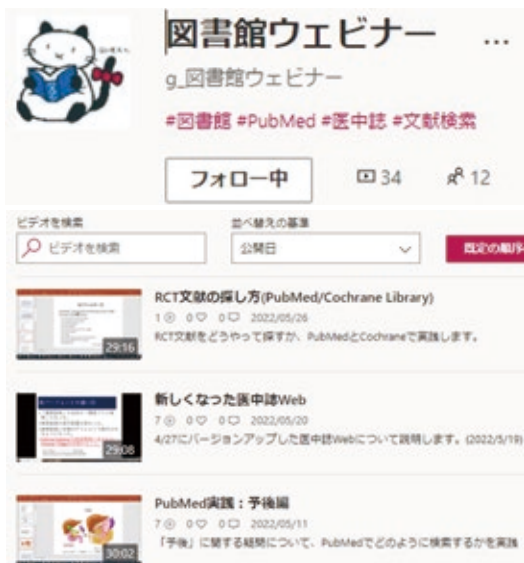 図書館ウェビナー …
g_図書館ウェビナー
#図書館 #PubMed #医中誌 #文献検索
フォロー中 34 12
ビデオを検索 並べ替えの基準
ビデオを検索 公開日 既定の順序
RCT文献の探し方(PubMed/Cochrane Library)
1 0 0 2022/05/26
RCT文献をどうやって探すか、PubMedとCochraneで実践します。
29:16
新しくなった医中誌Web
7 0 0 2022/05/20
4/27にバージョンアップした医中誌Webについて説明します。(2022/5/19)
29:08
PubMed実践：予後編
7 0 0 2022/05/11
「予後」に関する疑問について、PubMedでどのように検索するかを実践
30:02